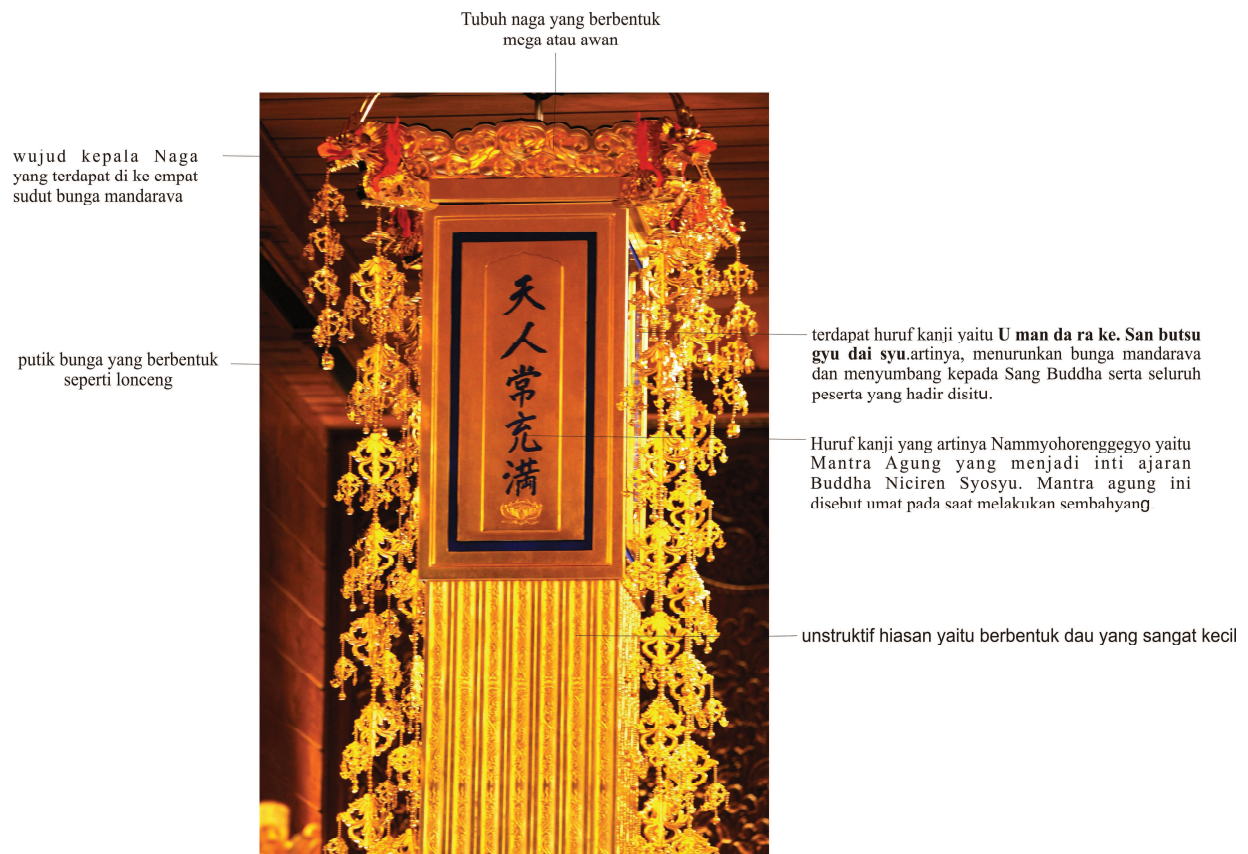 Tubuh naga yang berbentuk
mega atau awan
wujud kepala Naga
yang terdapat di ke empat
sudut bunga mandarava
putik bunga yang berbentuk
seperti lonceng
天人常充満
terdapat huruf kanji yaitu U man da ra ke. San butsu
gyu dai syu.artinya, menurunkan bunga mandarava
dan menyumbang kepada Sang Buddha serta seluruh
peserta yang hadir disitu.
Huruf kanji yang artinya Nammyohorenggegyo yaitu
Mantra Agung yang menjadi inti ajaran
Buddha Niciren Syosyu. Mantra agung ini
disebut umat pada saat melakukan sembahyang
unstruktif hiasan yaitu berbentuk dau yang sangat kecil